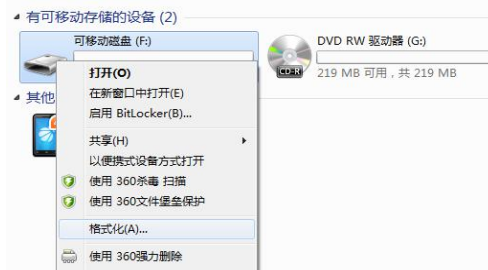 有可移动存储的设备 (2)
可移动磁盘 (F:)
DVD RW 驱动器 (G:)
CD-R
219 MB 可用，共 219 MB
打开(O)
在新窗口中打开(E)
启用 BitLocker(B)...
其他
共享(H)
以便携式设备方式打开
使用 360杀毒 扫描
使用 360文件堡垒保护
格式化(A)...
使用 360强力删除